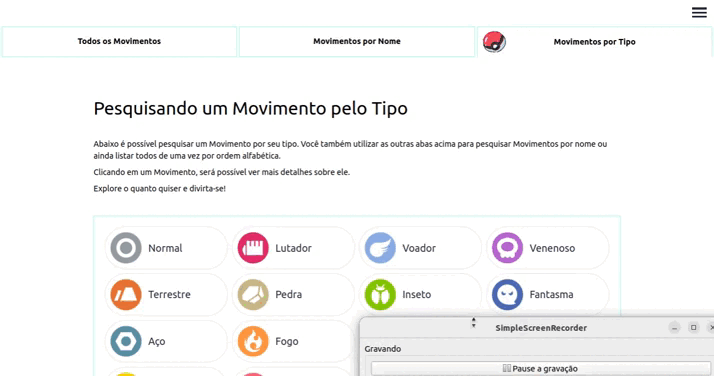 Todos os Movimentos
Movimentos por Nome
Movimentos por Tipo
Pesquisando um Movimento pelo Tipo
Abaixo é possível pesquisar um Movimento por seu tipo. Você também utilizar as outras abas acima para pesquisar Movimentos por nome ou
ainda listar todos de uma vez por ordem alfabética.
Clicando em um Movimento, será possível ver mais detalhes sobre ele.
Explore o quanto quiser e divirta-se!
Normal
Lutador
Voador
Venenoso
Terrestre
Pedra
Inseto
Fantasma
Aço
Fogo
SimpleScreenRecorder
Gravando
Pause a gravação